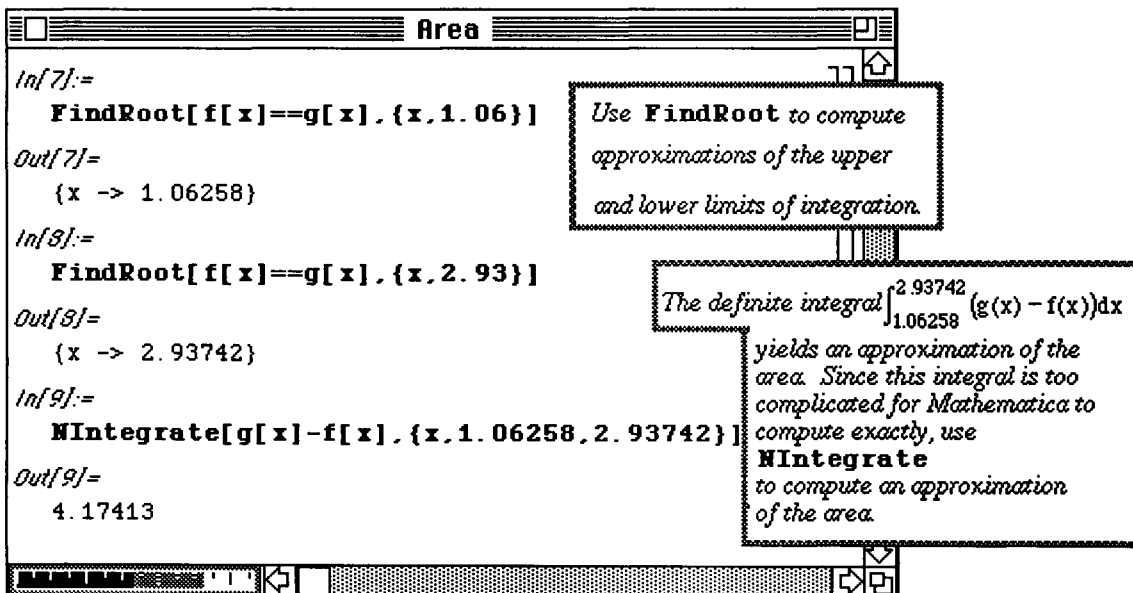 Area
In[7]:=
FindRoot[f[x]==g[x],{x,1.06}]
Out[7]=
{x -> 1.06258}
In[8]:=
FindRoot[f[x]==g[x],{x,2.93}]
Out[8]=
{x -> 2.93742}
In[9]:=
NIntegrate[g[x]-f[x],{x,1.06258,2.93742}]
Out[9]=
4.17413
Use FindRoot to compute
approximations of the upper
and lower limits of integration.
The definite integral ∫_{1.06258}^{2.93742} (g(x) − f(x))dx
yields an approximation of the
area. Since this integral is too
complicated for Mathematica to
compute exactly, use
NIntegrate
to compute an approximation
of the area.